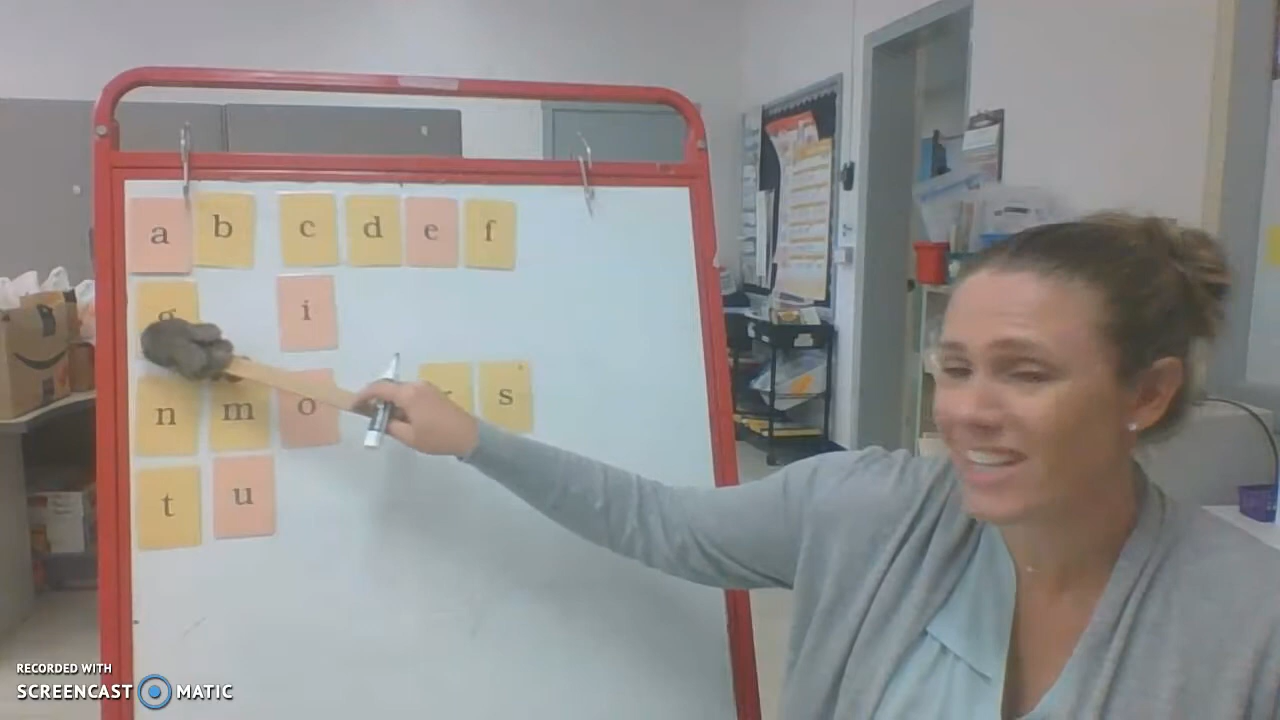 a b c d e f
g i
n m o s
t u
RECORDED WITH
SCREENCAST MATIC